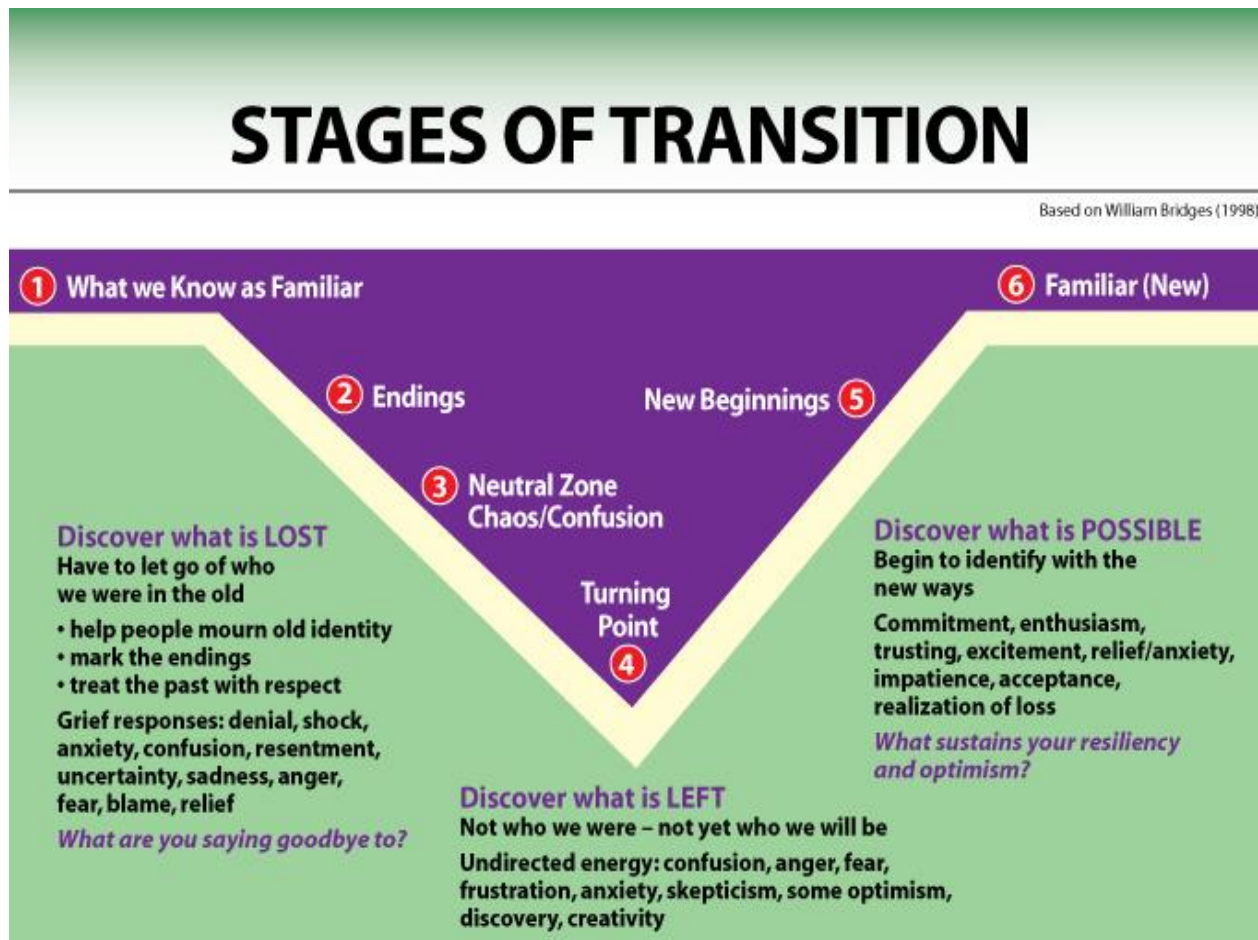 STAGES OF TRANSITION
Based on William Bridges (1998)
1 What we Know as Familiar
2 Endings
3 Neutral Zone
Chaos/Confusion
Turning
Point
4
New Beginnings 5
6 Familiar (New)
Discover what is LOST
Have to let go of who
we were in the old
• help people mourn old identity
• mark the endings
• treat the past with respect
Grief responses: denial, shock,
anxiety, confusion, resentment,
uncertainty, sadness, anger,
fear, blame, relief
What are you saying goodbye to?
Discover what is LEFT
Not who we were – not yet who we will be
Undirected energy: confusion, anger, fear,
frustration, anxiety, skepticism, some optimism,
discovery, creativity
Discover what is POSSIBLE
Begin to identify with the
new ways
Commitment, enthusiasm,
trusting, excitement, relief/anxiety,
impatience, acceptance,
realization of loss
What sustains your resiliency
and optimism?